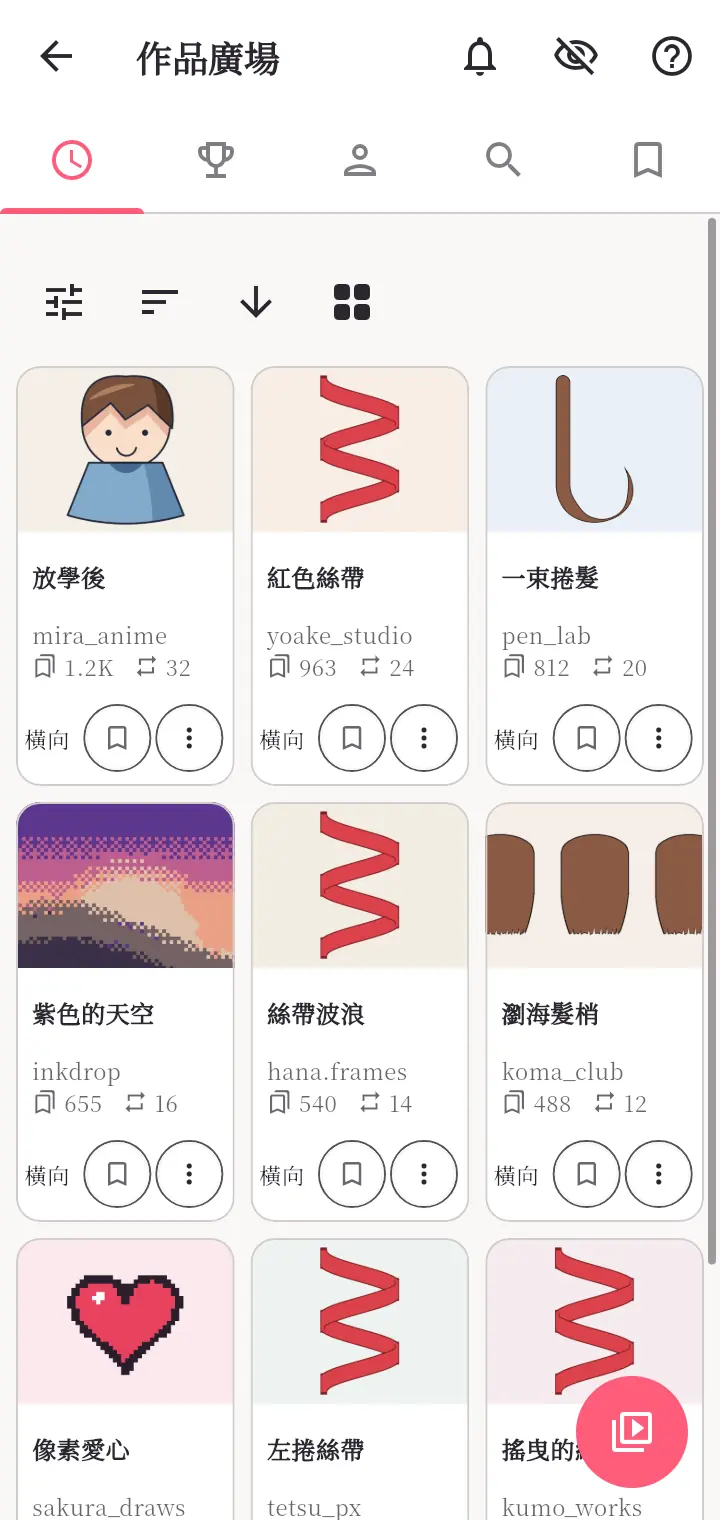 作品廣場
放學後
mira_anime
1.2K 32
橫向
紅色絲帶
yoake_studio
963 24
橫向
一束捲髮
pen_lab
812 20
橫向
紫色的天空
inkdrop
655 16
橫向
絲帶波浪
hana.frames
540 14
橫向
瀏海髮梢
koma_club
488 12
橫向
像素愛心
sakura_draws
左捲絲帶
tetsu_px
搖曳的
kumo_works